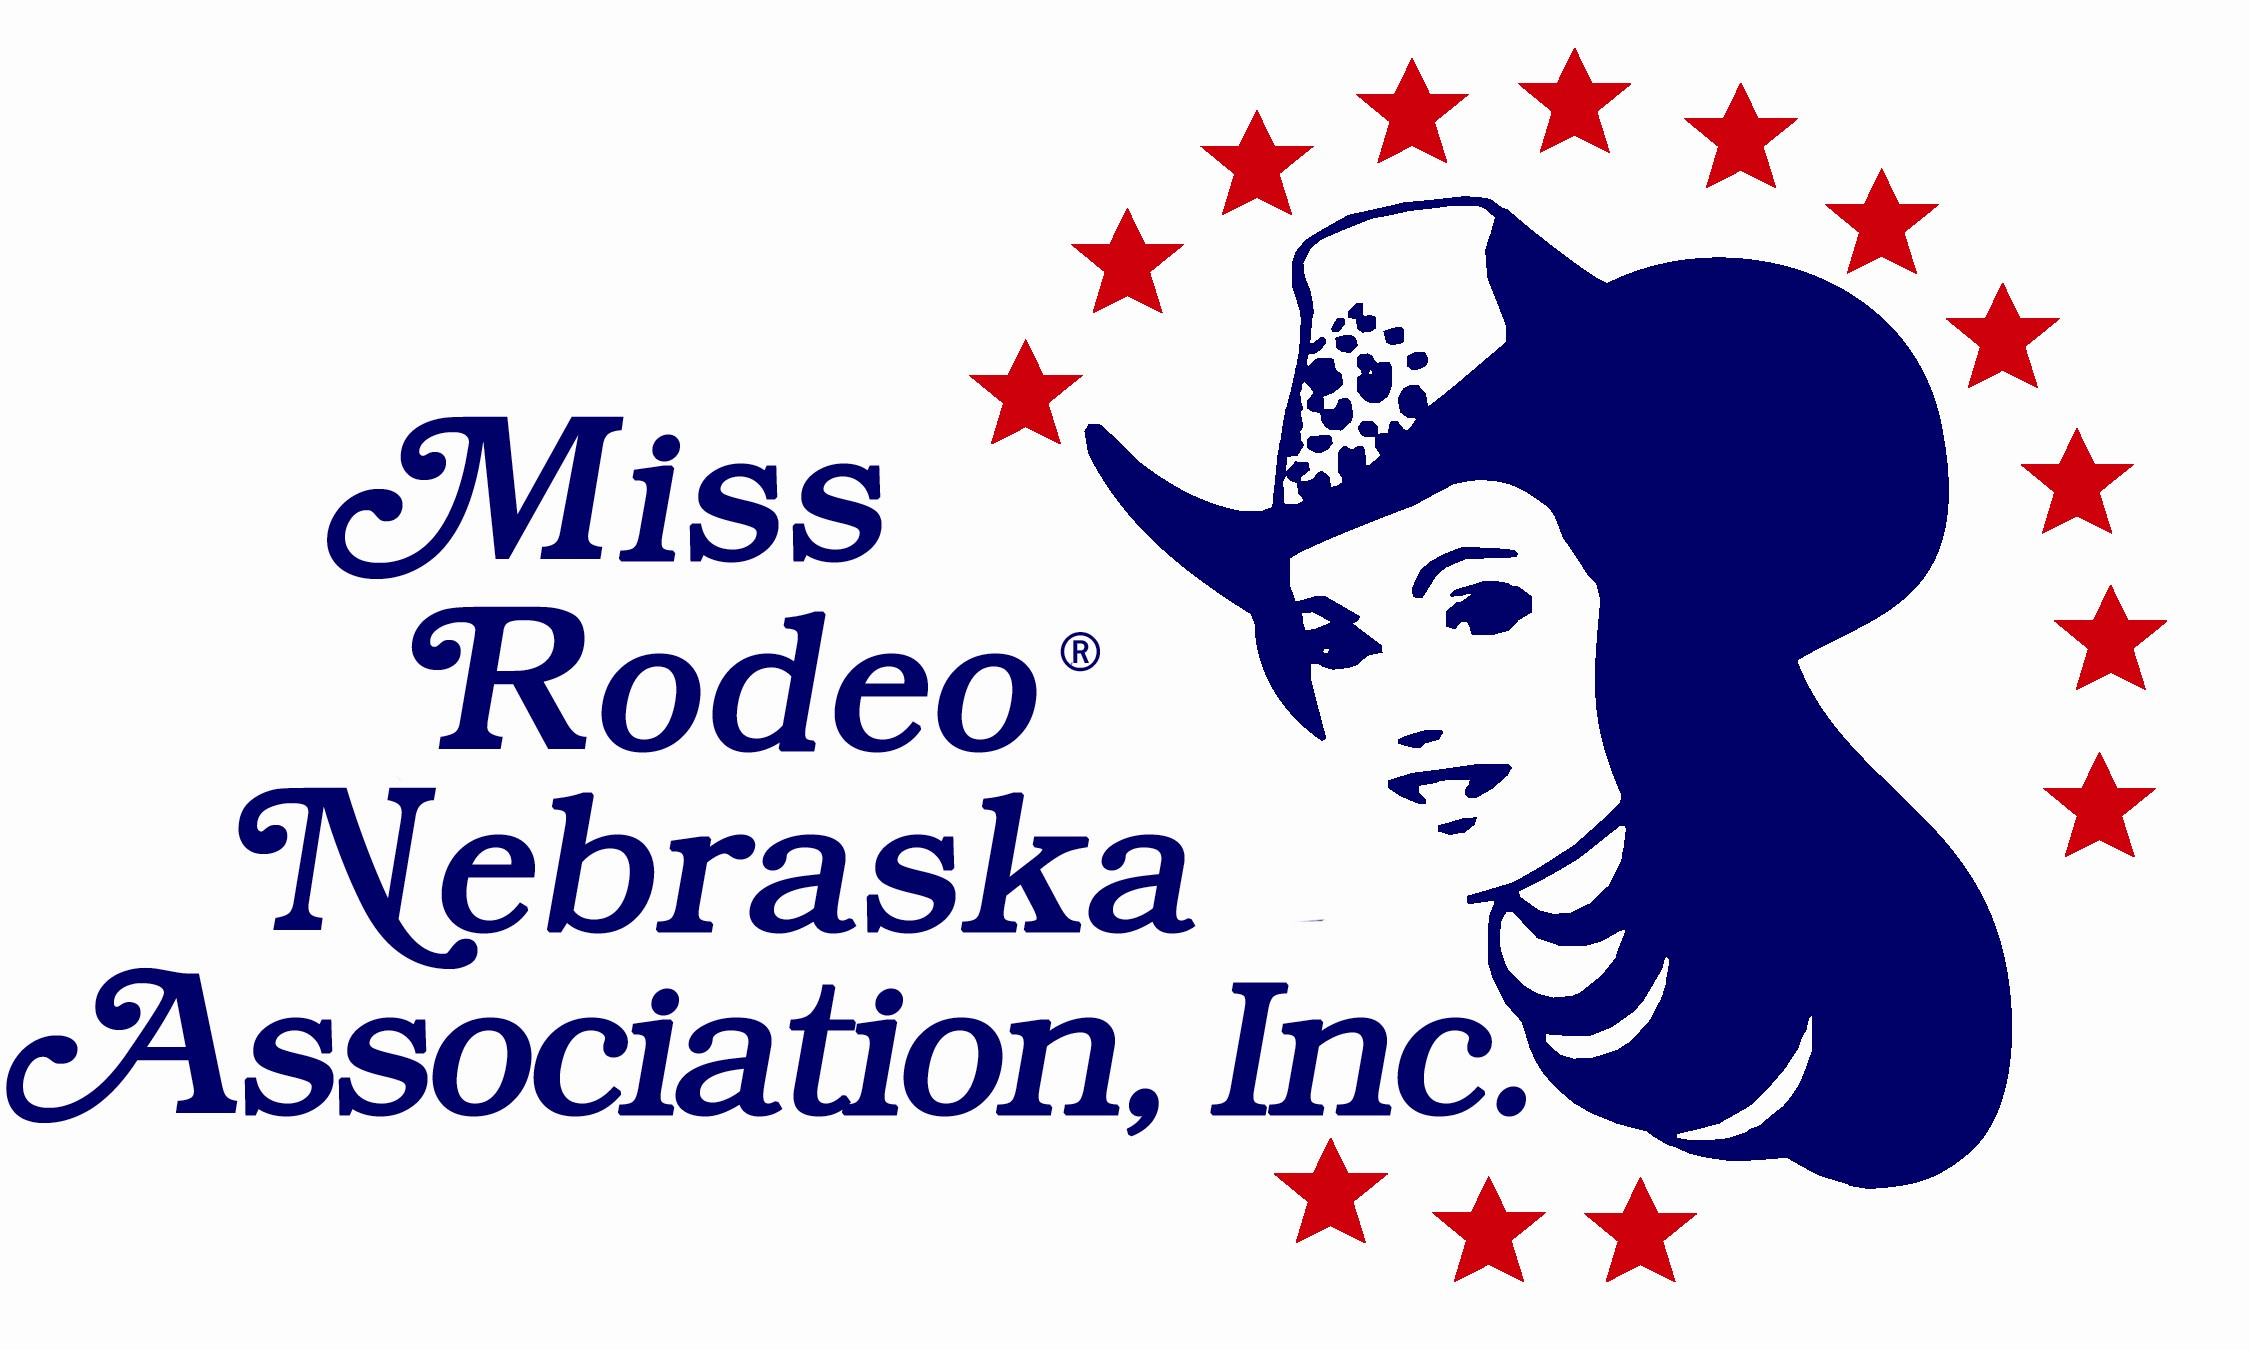 Miss
Rodeo®
Nebraska
Association, Inc.